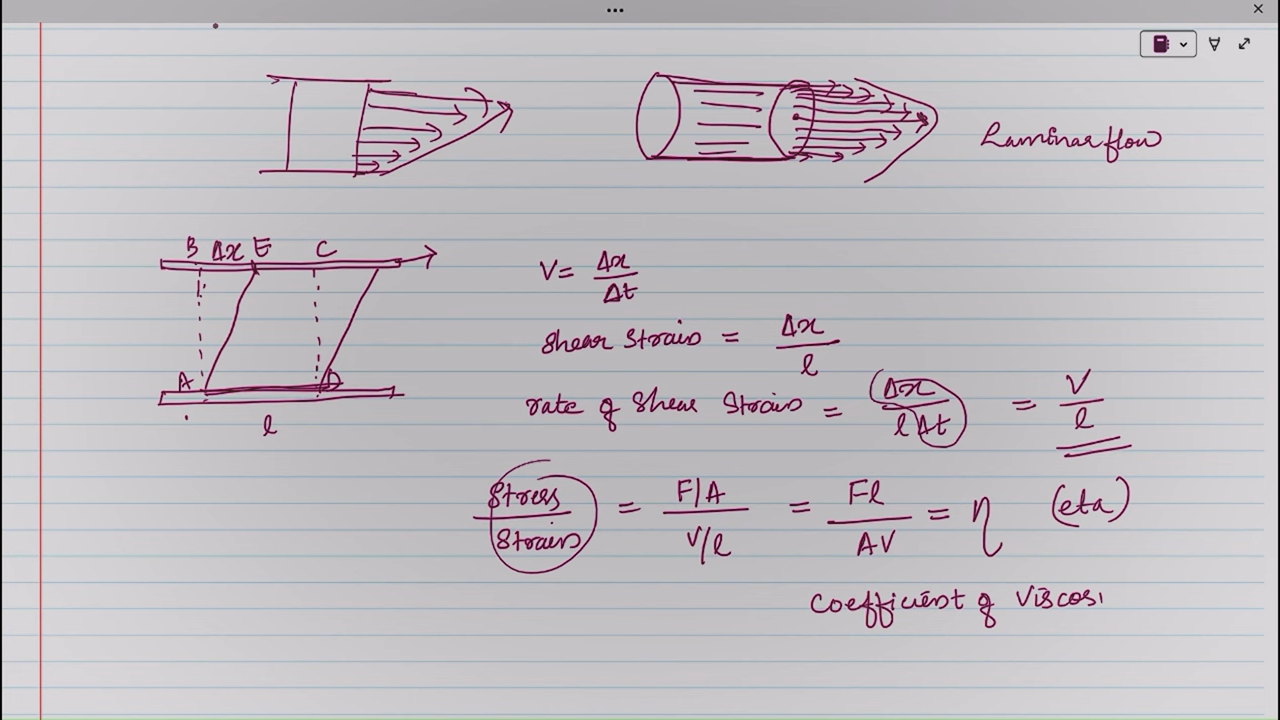 Laminar flow
B Δx E C
A D
l
V = Δx/Δt
Shear Strain = Δx/l
rate of Shear Strain = Δx/lΔt = V/l
Stress/Strain = F/A / V/l = Fl/AV = η (eta)
Coefficient of Viscosi